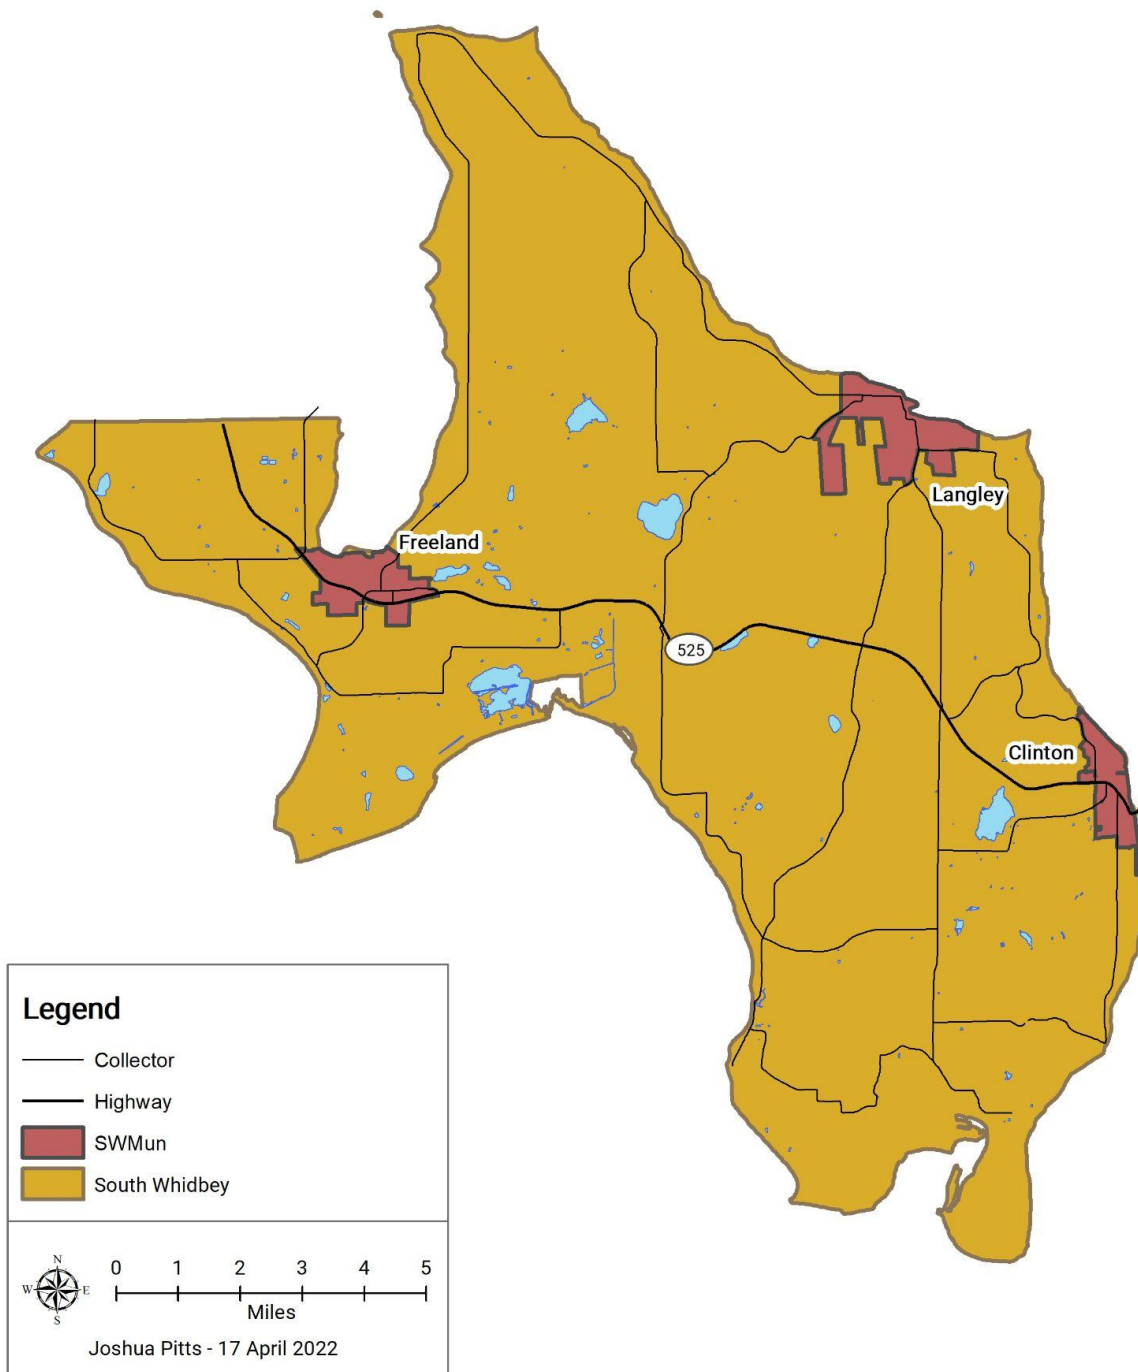 Langley
Freeland
525
Clinton
Legend
Collector
Highway
SWMun
South Whidbey
N
W E
S
0 1 2 3 4 5
Miles
Joshua Pitts - 17 April 2022